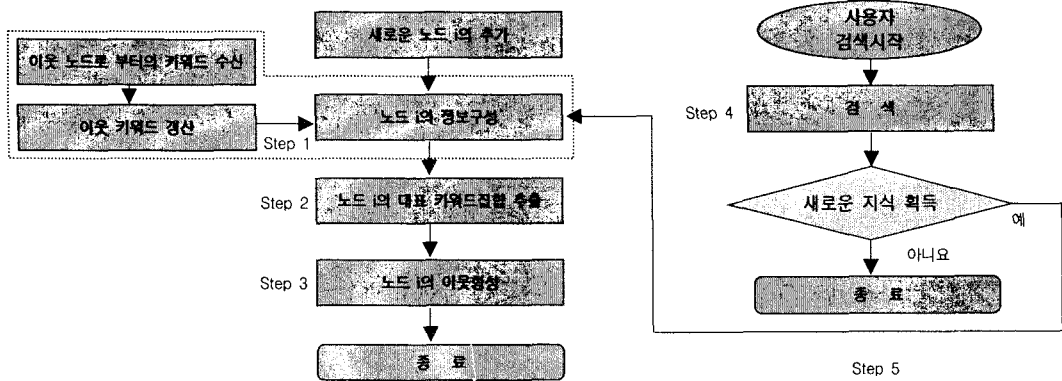 새로운 노드 i의 추가
이웃 노드로 부터의 키워드 수신
이웃 키워드 갱신
노드 i의 정보구성
Step 1
Step 2
노드 i의 대표 키워드집합 추출
Step 3
노드 i의 이웃형성
종 료
사용자
검색시작
Step 4
검 색
새로운 지식 획득
예
아니요
종 료
Step 5